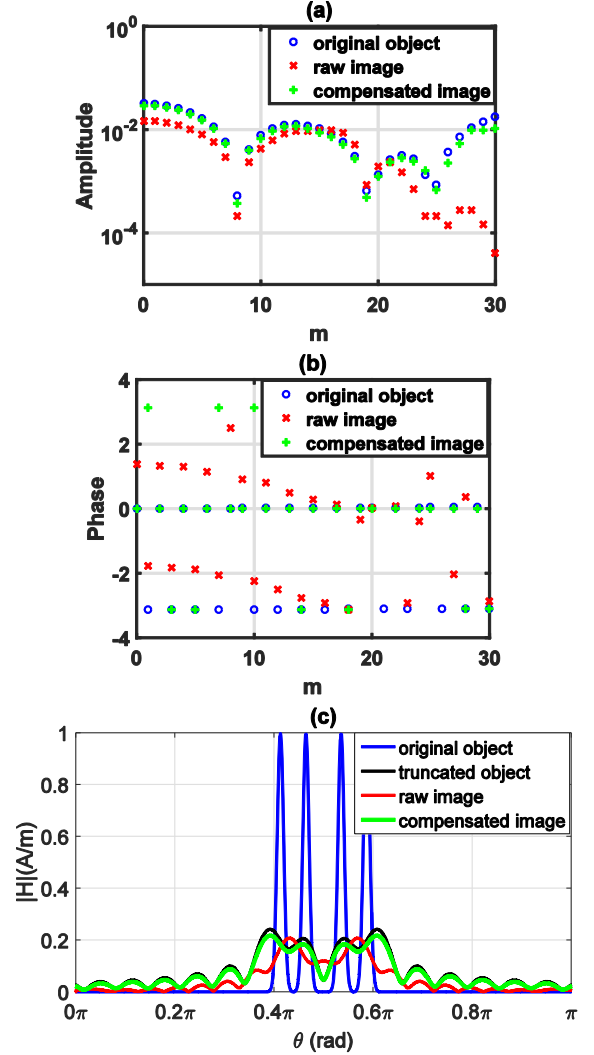 (a)
10^0
original object
raw image
compensated image
10^-2
10^-4
Amplitude
0 10 20 30
m
(b)
4
original object
raw image
compensated image
2
0
-2
-4
Phase
0 10 20 30
m
(c)
1
original object
truncated object
raw image
compensated image
0.8
0.6
0.4
0.2
0
|H|(A/m)
0π 0.2π 0.4π 0.6π 0.8π π
θ (rad)